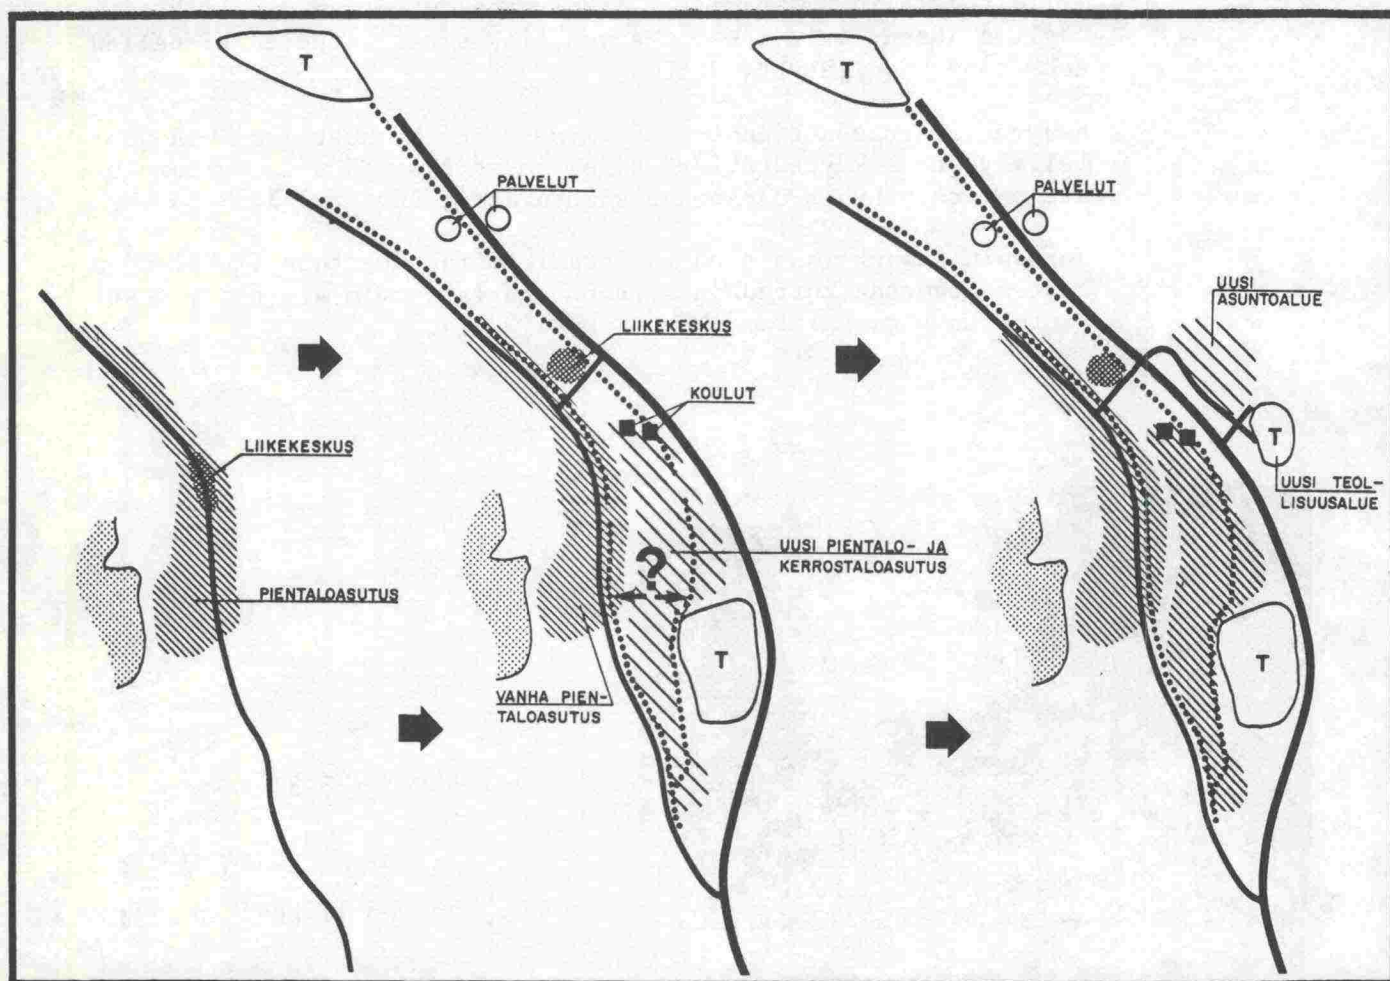 LIIKEKESKUS
PIENTALOASUTUS
T
PALVELUT
LIIKEKESKUS
KOULUT
UUSI PIENTALO- JA
KERROSTALOASUTUS
?
T
VANHA PIEN-
TALOASUTUS
T
PALVELUT
UUSI
ASUNTOALUE
T
UUSI TEOL-
LISUUSALUE
T